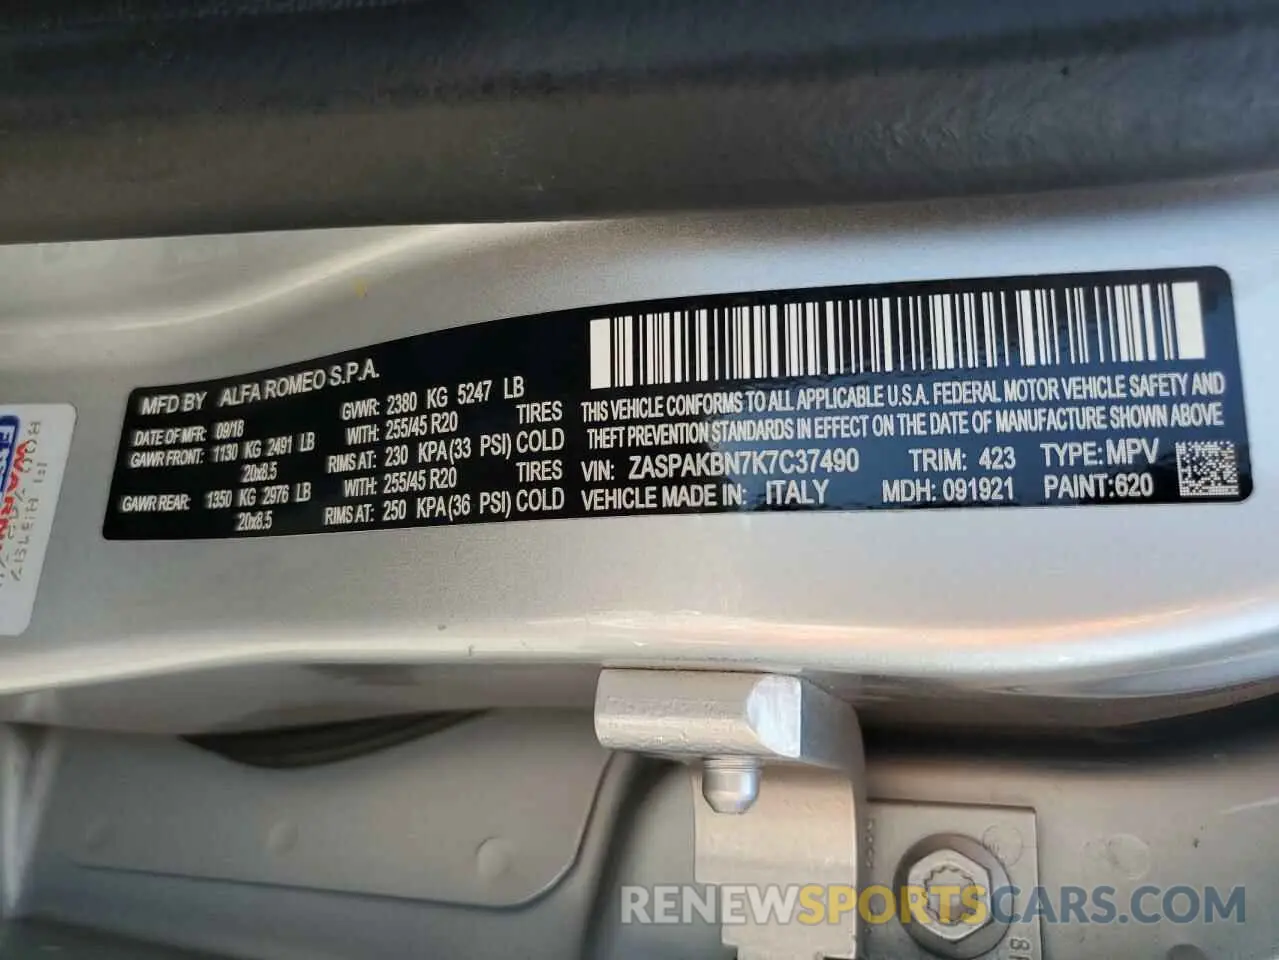 MFD BY ALFA ROMEO S.P.A.
DATE OF MFR: 09/18 GVWR: 2380 KG 5247 LB
GAWR FRONT: 1130 KG 2491 LB WITH: 255/45 R20 TIRES
20x8.5 RIMS AT: 230 KPA(33 PSI) COLD
GAWR REAR: 1350 KG 2976 LB WITH: 255/45 R20 TIRES
20x8.5 RIMS AT: 250 KPA(36 PSI) COLD
THIS VEHICLE CONFORMS TO ALL APPLICABLE U.S.A. FEDERAL MOTOR VEHICLE SAFETY AND
THEFT PREVENTION STANDARDS IN EFFECT ON THE DATE OF MANUFACTURE SHOWN ABOVE
VIN: ZASPAKBN7K7C37490 TRIM: 423 TYPE: MPV
VEHICLE MADE IN: ITALY MDH: 091921 PAINT:620
RENEWSPORTSCARS.COM